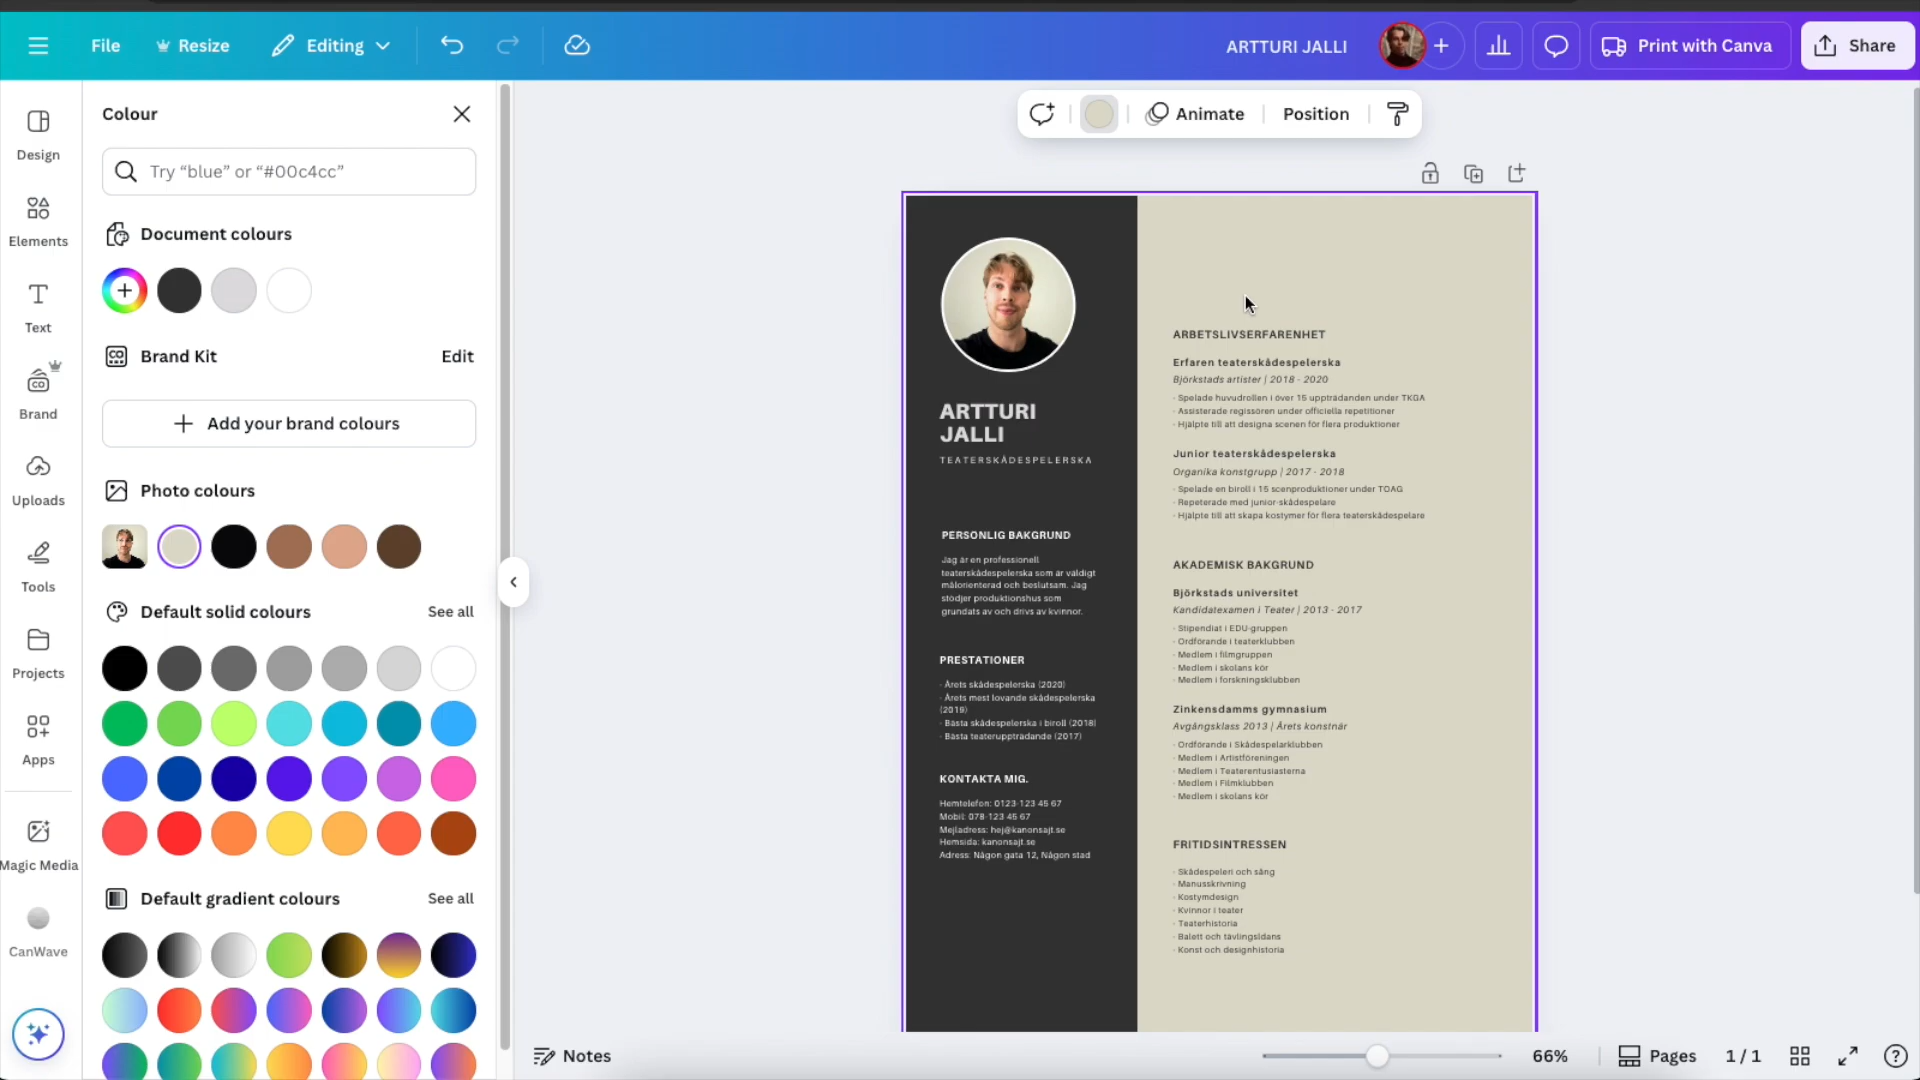 File
Resize
Editing
ARTTURI JALLI
Print with Canva
Share
Design
Elements
Text
Brand
Uploads
Tools
Projects
Apps
Magic Media
CanWave
Colour
Try “blue” or “#00c4cc”
Document colours
Brand Kit
Edit
Add your brand colours
Photo colours
Default solid colours
See all
Default gradient colours
See all
Animate
Position
ARTTURI
JALLI
TEATERSKÅDESPELERSKA
PERSONLIG BAKGRUND
Jag är en professionell
teaterskådespelerska som är väldigt
målorienterad och beslutsam. Jag
stödjer produktionshus som
grundats av och drivs av kvinnor.
PRESTATIONER
· Årets skådespelerska (2020)
· Årets mest lovande skådespelerska
(2019)
· Bästa skådespelerska i biroll (2018)
· Bästa teateruppträdande (2017)
KONTAKTA MIG.
Hemtelefon: 0123-123 45 67
Mobil: 078-123 45 67
Mejladress: hej@kanonsajt.se
Hemsida: kanonsajt.se
Adress: Någon gata 12, Någon stad
ARBETSLIVSERFARENHET
Erfaren teaterskådespelerska
Björkstads artister | 2018 - 2020
· Spelade huvudrollen i över 15 uppträdanden under TKGA
· Assisterade regissören under officiella repetitioner
· Hjälpte till att designa scenen för flera produktioner
Junior teaterskådespelerska
Organika konstgrupp | 2017 - 2018
· Spelade en biroll i 15 scenproduktioner under TOAG
· Repeterade med junior-skådespelare
· Hjälpte till att skapa kostymer för flera teaterskådespelare
AKADEMISK BAKGRUND
Björkstads universitet
Kandidatexamen i Teater | 2013 - 2017
· Stipendiat i EDU-gruppen
· Ordförande i teaterklubben
· Medlem i filmgruppen
· Medlem i skolans kör
· Medlem i forskningsklubben
Zinkensdamms gymnasium
Avgångsklass 2013 | Årets konstnär
· Ordförande i Skådespelarklubben
· Medlem i Artistföreningen
· Medlem i Teaterentusiasterna
· Medlem i Filmklubben
· Medlem i skolans kör
FRITIDSINTRESSEN
· Skådespeleri och sång
· Manusskrivning
· Kostymdesign
· Kvinnor i teater
· Teaterhistoria
· Balett och tävlingsldans
· Konst och designhistoria
Notes
66%
Pages
1 / 1